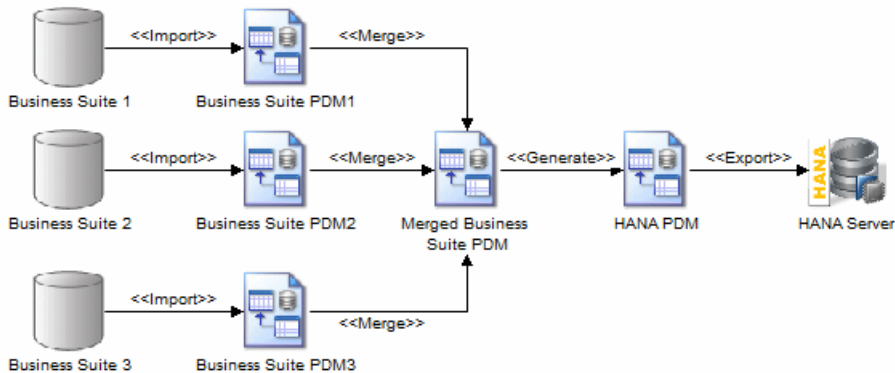 <<Import>>
<<Merge>>
Business Suite 1
Business Suite PDM1
<<Import>>
<<Merge>>
<<Generate>>
<<Export>>
HANA
Business Suite 2
Business Suite PDM2
Merged Business
Suite PDM
HANA PDM
HANA Server
<<Import>>
<<Merge>>
Business Suite 3
Business Suite PDM3